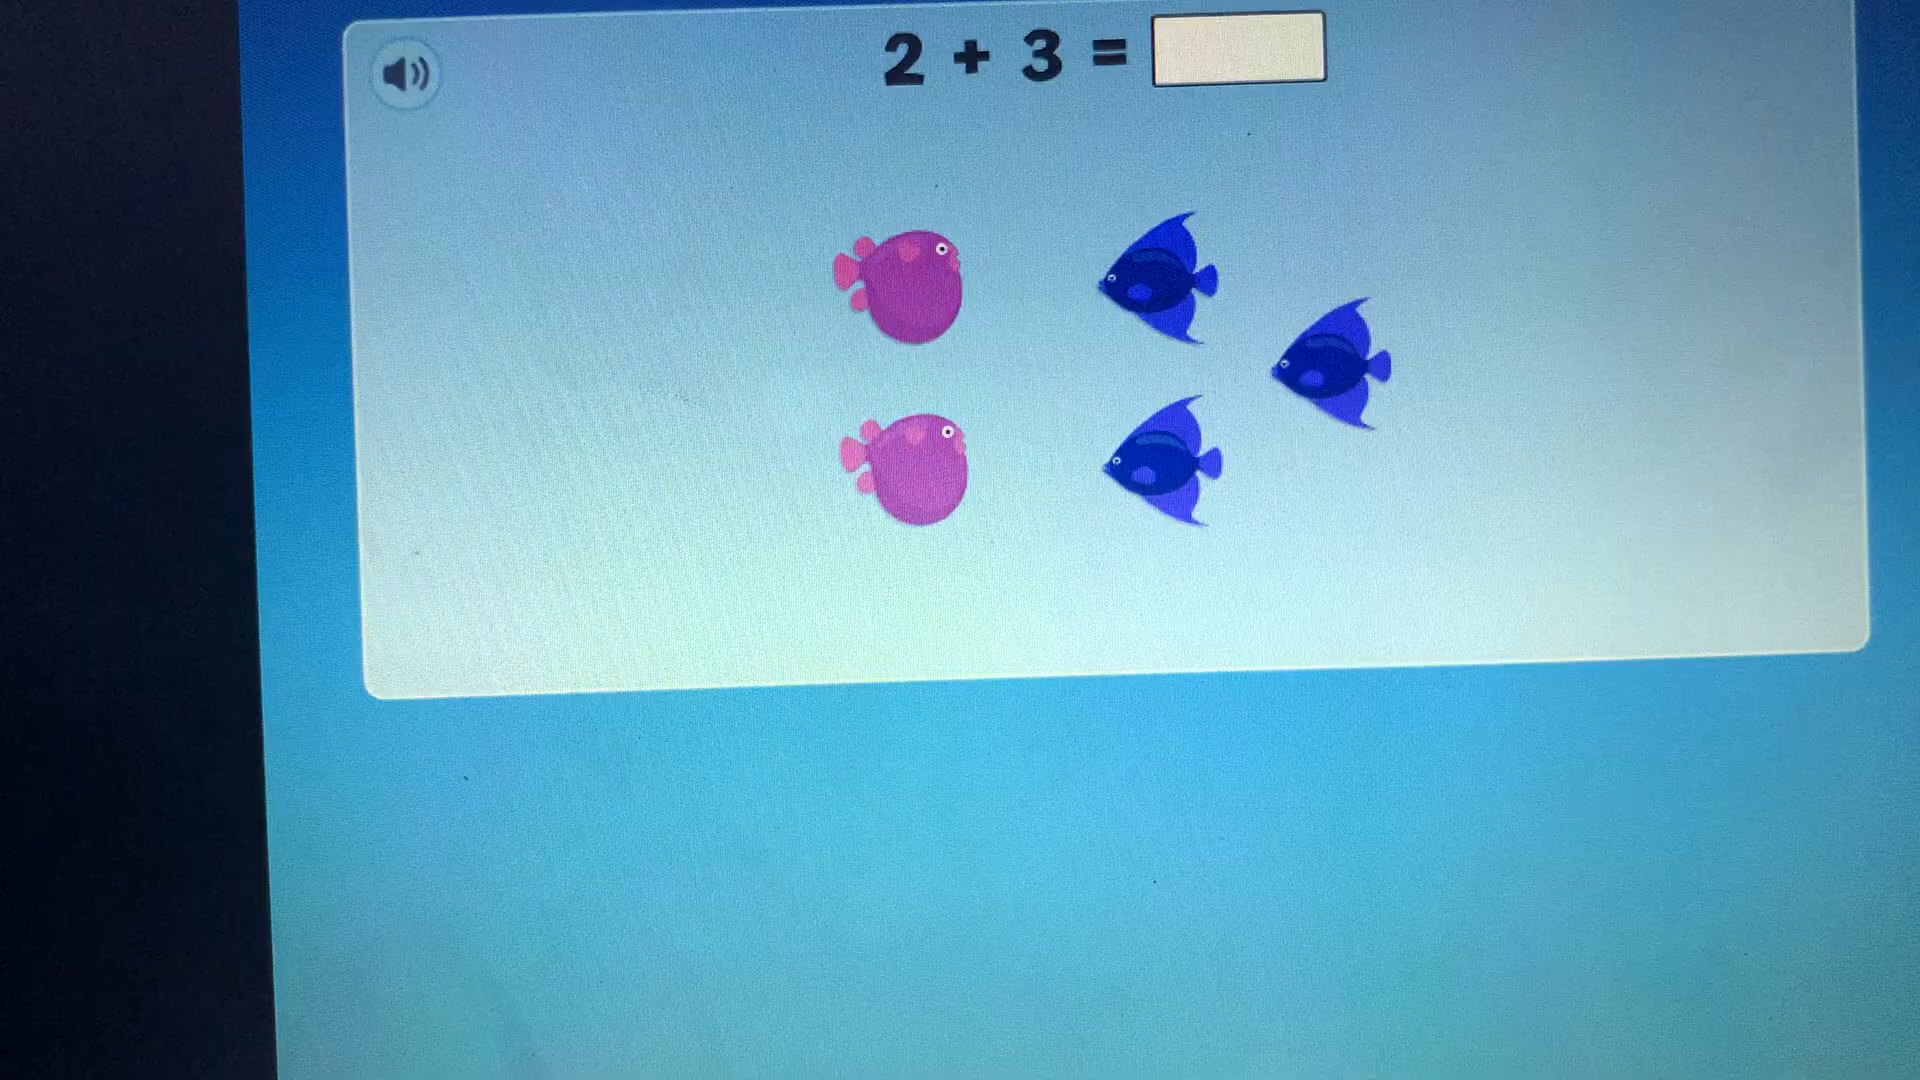 2 + 3 =